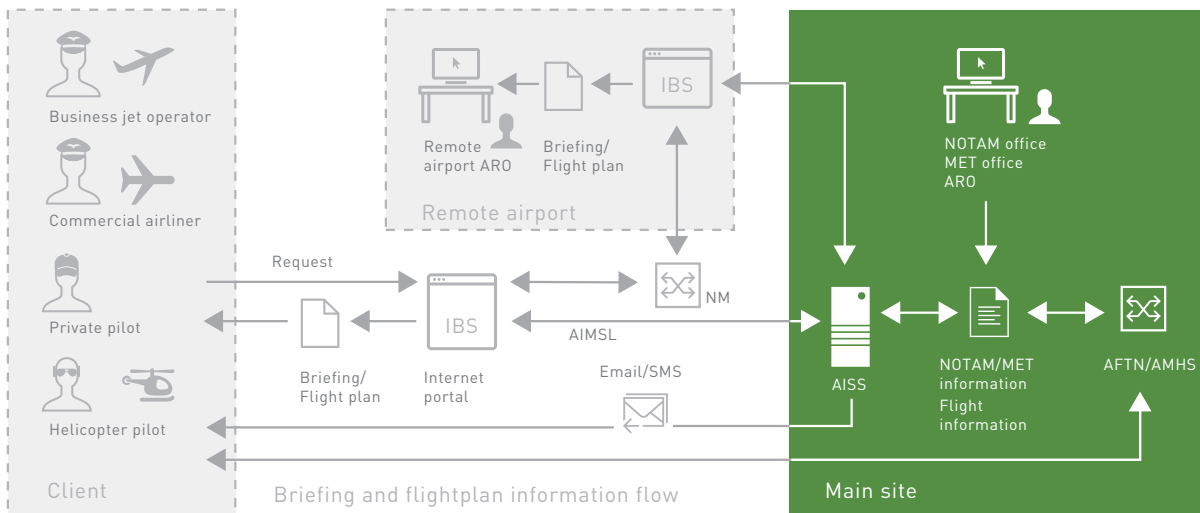 Business jet operator
Commercial airliner
Private pilot
Helicopter pilot
Client
Request
Briefing/
Flight plan
IBS
Internet
portal
Remote
airport ARO
Briefing/
Flight plan
IBS
Remote airport
NM
AIMSL
Email/SMS
Briefing and flightplan information flow
NOTAM office
MET office
ARO
AISS
NOTAM/MET
information
Flight
information
AFTN/AMHS
Main site